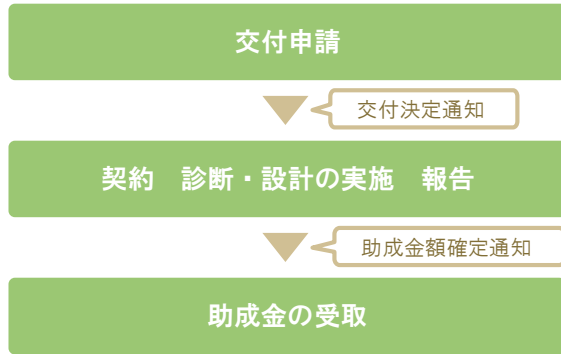 交付申請
交付決定通知
契約　診断・設計の実施　報告
助成金額確定通知
助成金の受取